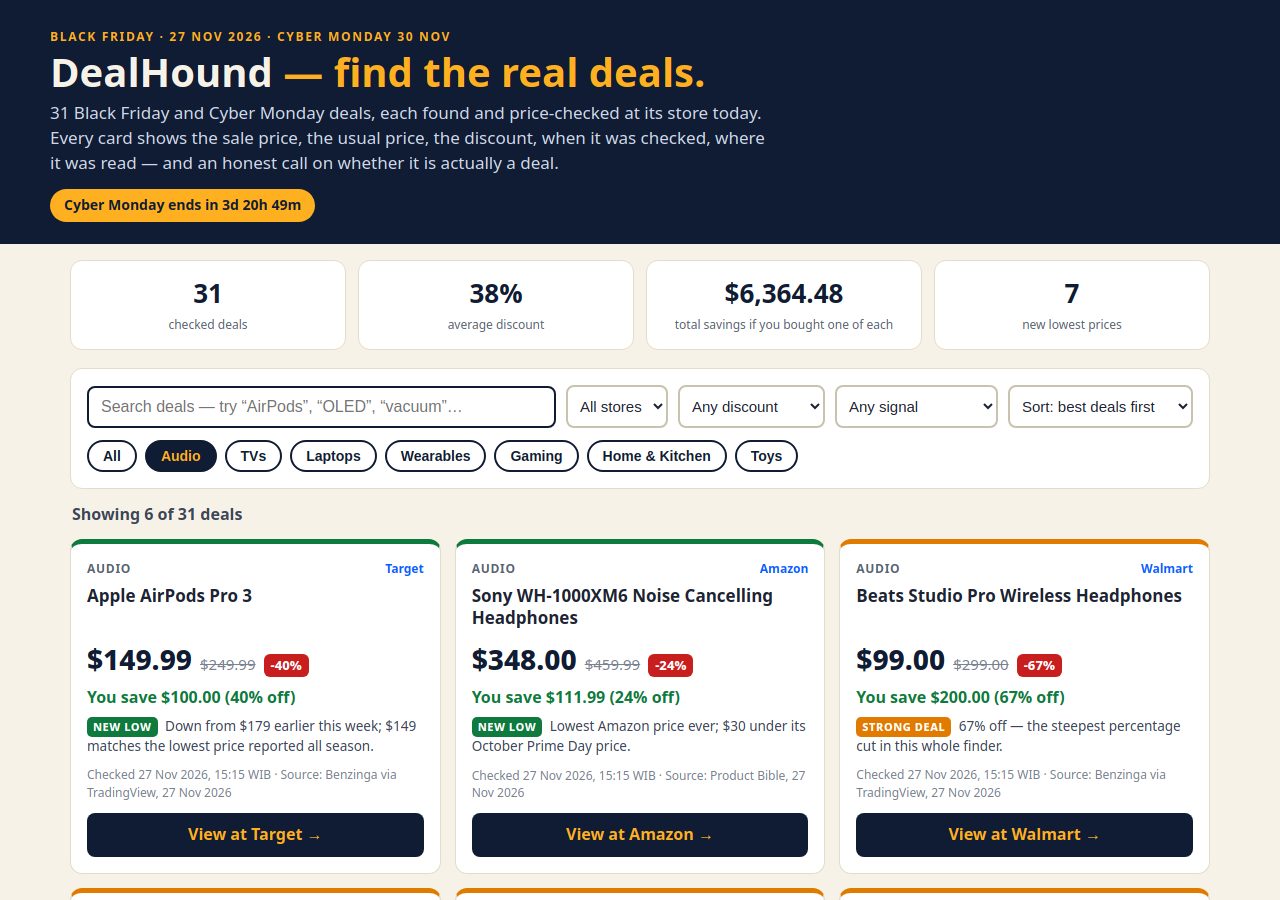 BLACK FRIDAY · 27 NOV 2026 · CYBER MONDAY 30 NOV
DealHound — find the real deals.
31 Black Friday and Cyber Monday deals, each found and price-checked at its store today.
Every card shows the sale price, the usual price, the discount, when it was checked, where
it was read — and an honest call on whether it is actually a deal.
Cyber Monday ends in 3d 20h 49m
31
checked deals
38%
average discount
$6,364.48
total savings if you bought one of each
7
new lowest prices
Search deals — try “AirPods”, “OLED”, “vacuum”…
All stores
Any discount
Any signal
Sort: best deals first
All
Audio
TVs
Laptops
Wearables
Gaming
Home & Kitchen
Toys
Showing 6 of 31 deals
AUDIO
Target
Apple AirPods Pro 3
$149.99 $249.99 -40%
You save $100.00 (40% off)
NEW LOW Down from $179 earlier this week; $149
matches the lowest price reported all season.
Checked 27 Nov 2026, 15:15 WIB · Source: Benzinga via
TradingView, 27 Nov 2026
View at Target →
AUDIO
Amazon
Sony WH-1000XM6 Noise Cancelling
Headphones
$348.00 $459.99 -24%
You save $111.99 (24% off)
NEW LOW Lowest Amazon price ever; $30 under its
October Prime Day price.
Checked 27 Nov 2026, 15:15 WIB · Source: Product Bible, 27
Nov 2026
View at Amazon →
AUDIO
Walmart
Beats Studio Pro Wireless Headphones
$99.00 $299.00 -67%
You save $200.00 (67% off)
STRONG DEAL 67% off — the steepest percentage
cut in this whole finder.
Checked 27 Nov 2026, 15:15 WIB · Source: Benzinga via
TradingView, 27 Nov 2026
View at Walmart →